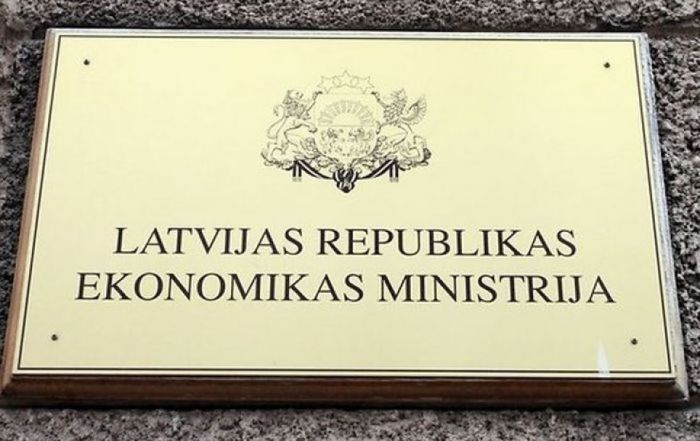 LATVIJAS REPUBLIKAS
EKONOMIKAS MINISTRIJA